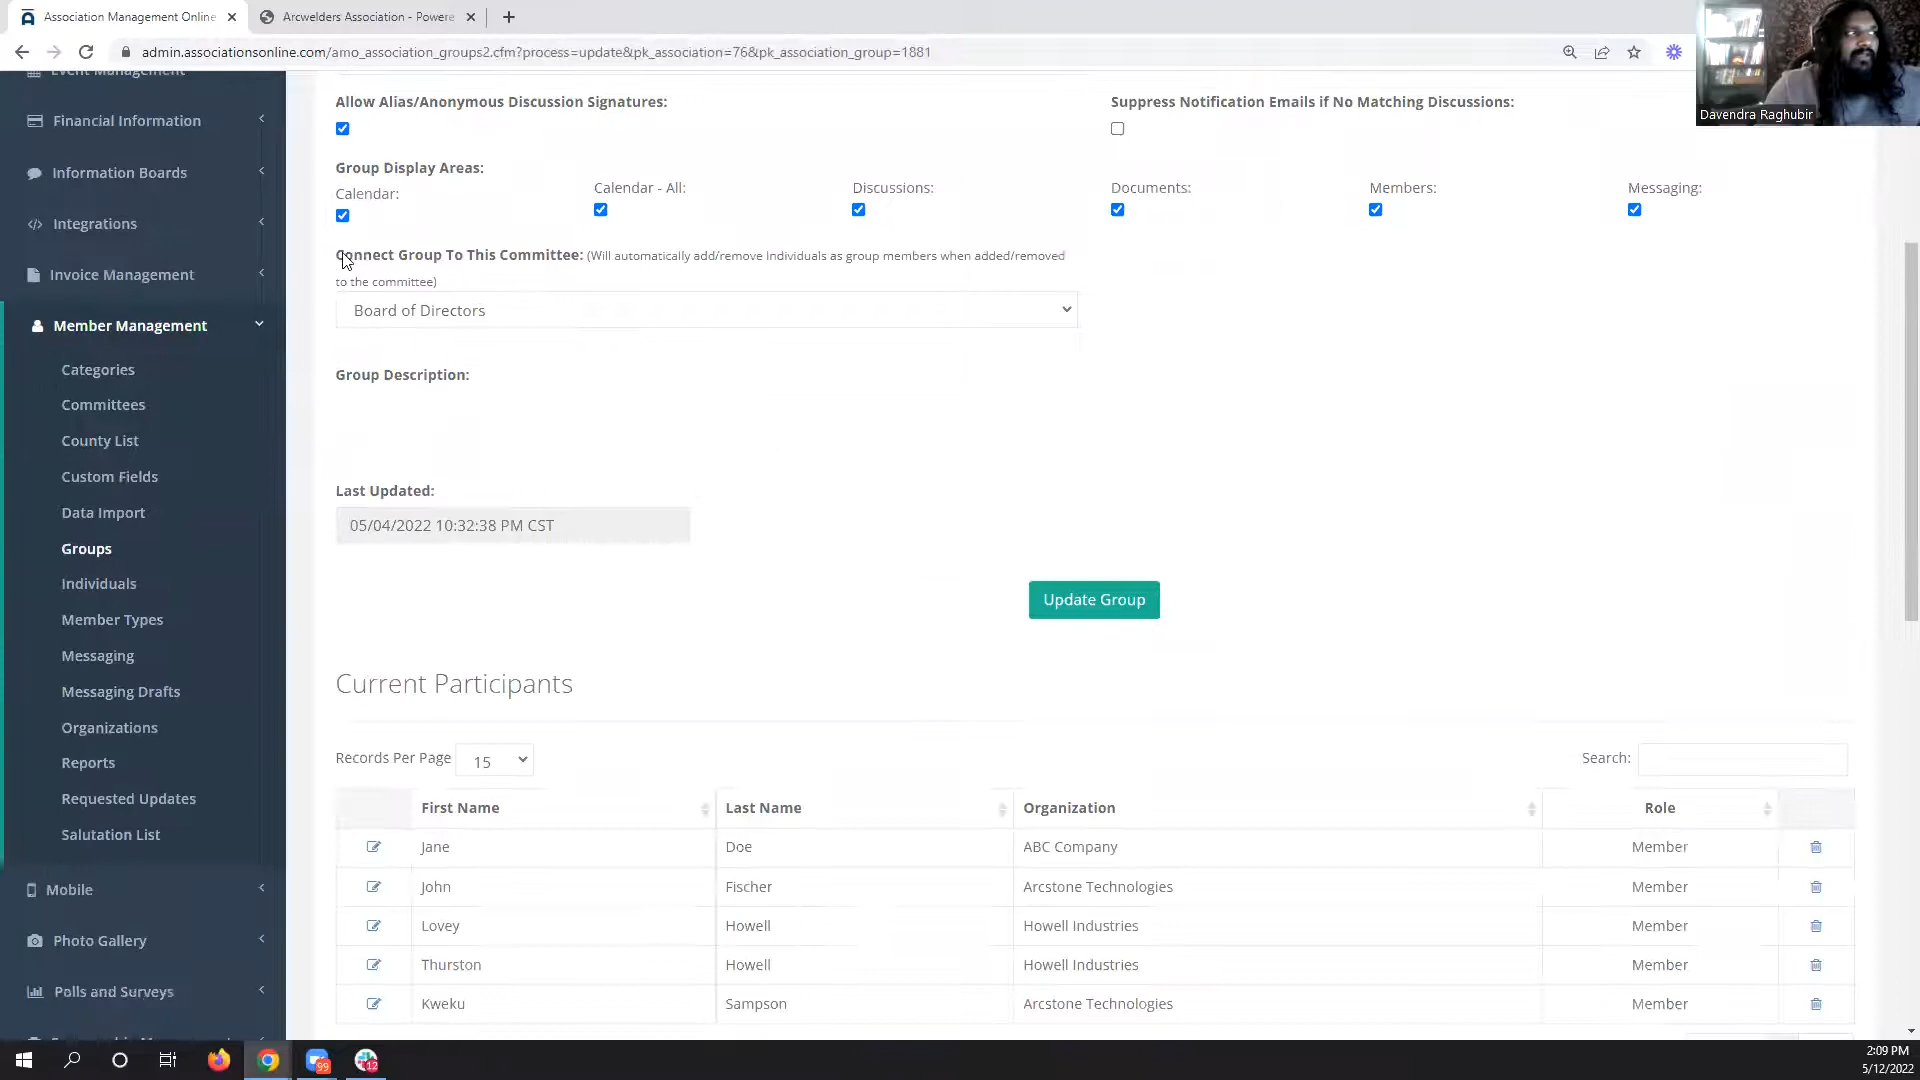 Association Management Online
Arcwelders Association - Powere
admin.associationsonline.com/amo_association_groups2.cfm?process=update&pk_association=76&pk_association_group=1881
Davendra Raghubir
Event Management
Financial Information
Information Boards
Integrations
Invoice Management
Member Management
Categories
Committees
County List
Custom Fields
Data Import
Groups
Individuals
Member Types
Messaging
Messaging Drafts
Organizations
Reports
Requested Updates
Salutation List
Mobile
Photo Gallery
Polls and Surveys
Allow Alias/Anonymous Discussion Signatures:
Suppress Notification Emails if No Matching Discussions:
Group Display Areas:
Calendar:
Calendar - All:
Discussions:
Documents:
Members:
Messaging:
Connect Group To This Committee: (Will automatically add/remove Individuals as group members when added/removed
to the committee)
Board of Directors
Group Description:
Last Updated:
05/04/2022 10:32:38 PM CST
Update Group
Current Participants
Records Per Page 15
Search:
First Name Last Name Organization Role
Jane Doe ABC Company Member
John Fischer Arcstone Technologies Member
Lovey Howell Howell Industries Member
Thurston Howell Howell Industries Member
Kweku Sampson Arcstone Technologies Member
99
12
2:09 PM
5/12/2022